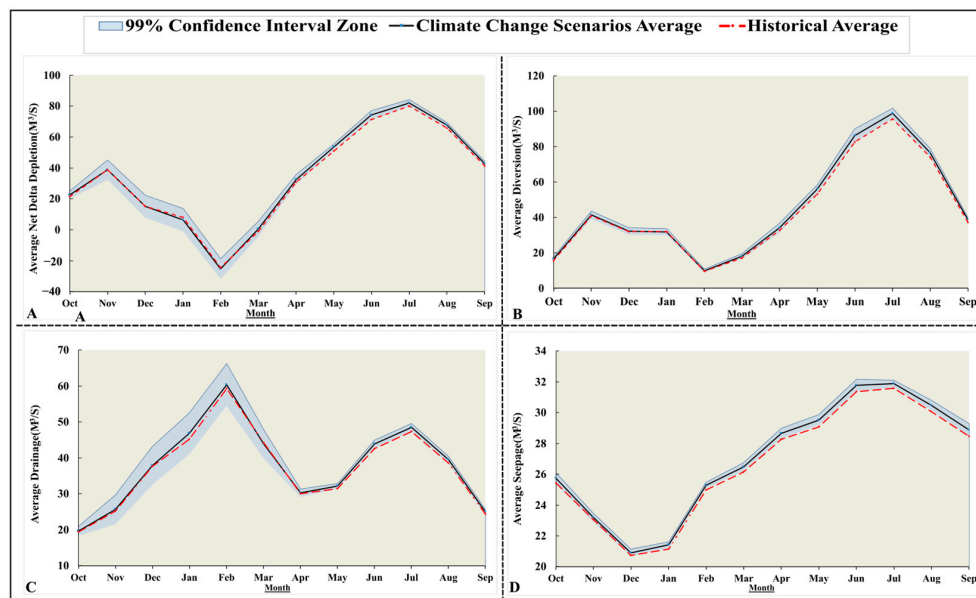 99% Confidence Interval Zone Climate Change Scenarios Average Historical Average
Average Net Delta Depletion(M³/S)
100
80
60
40
20
0
−20
−40
Oct Nov Dec Jan Feb Mar Apr May Jun Jul Aug Sep
Month
A A
Average Diversion(M³/S)
120
100
80
60
40
20
0
Oct Nov Dec Jan Feb Mar Apr May Jun Jul Aug Sep
Month
B
Average Drainage(M³/S)
70
60
50
40
30
20
10
Oct Nov Dec Jan Feb Mar Apr May Jun Jul Aug Sep
Month
C
Average Seepage(M³/S)
34
32
30
28
26
24
22
20
Oct Nov Dec Jan Feb Mar Apr May Jun Jul Aug Sep
Month
D